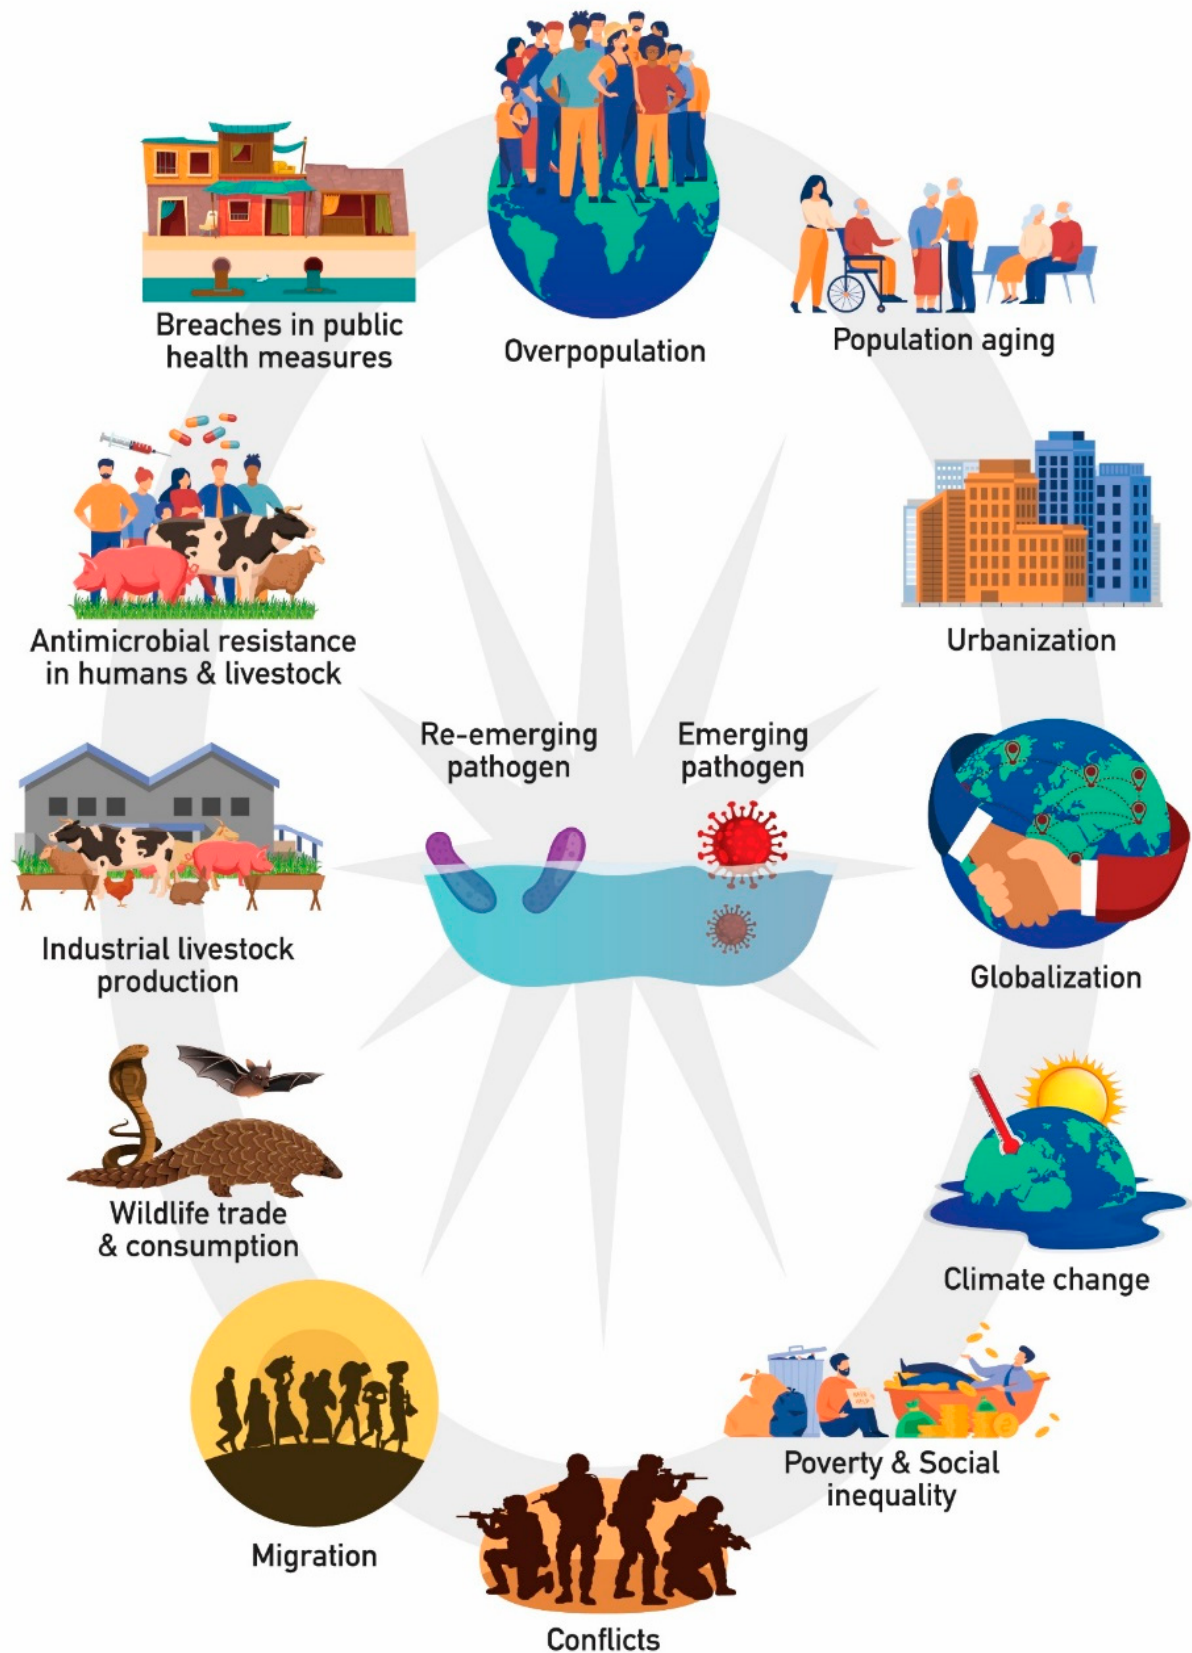 Overpopulation
Population aging
Urbanization
Globalization
Climate change
Poverty & Social
inequality
Conflicts
Migration
Wildlife trade
& consumption
Industrial livestock
production
Antimicrobial resistance
in humans & livestock
Breaches in public
health measures
Re-emerging
pathogen
Emerging
pathogen